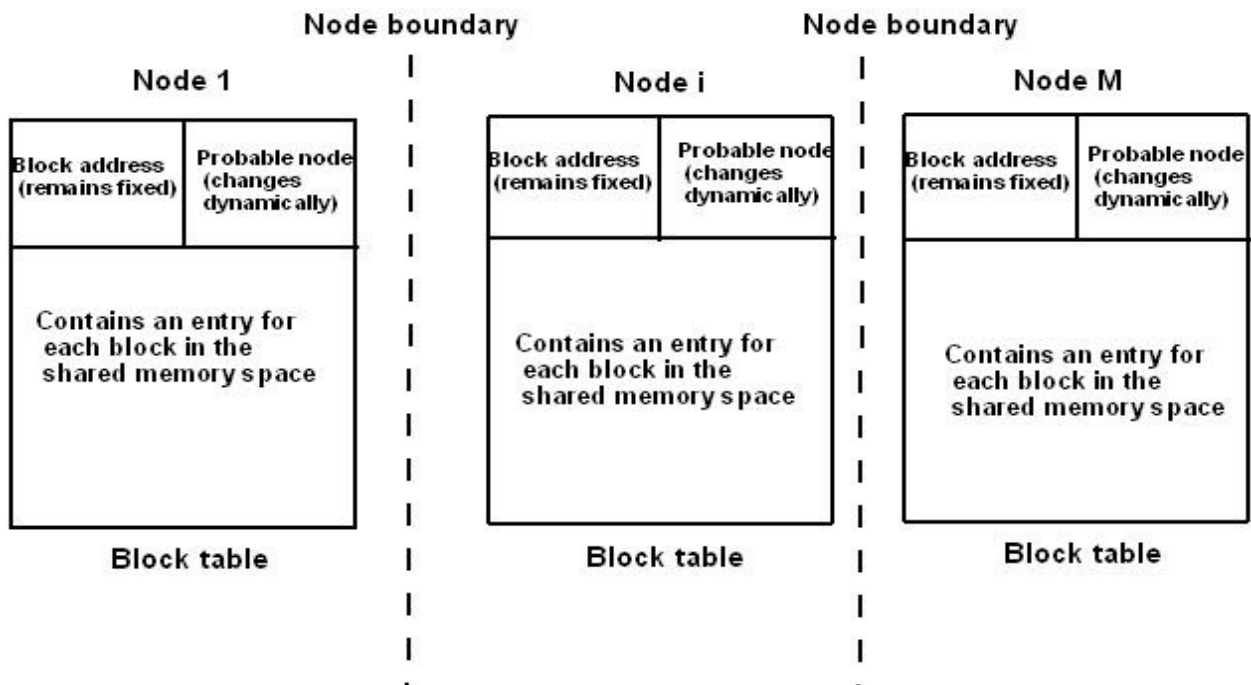 Node boundary
Node boundary
Node 1
Node i
Node M
Block address
(remains fixed)
Probable node
(changes
dynamically)
Block address
(remains fixed)
Probable node
(changes
dynamically)
Block address
(remains fixed)
Probable node
(changes
dynamically)
Contains an entry for
each block in the
shared memory space
Contains an entry for
each block in the
shared memory space
Contains an entry for
each block in the
shared memory space
Block table
Block table
Block table